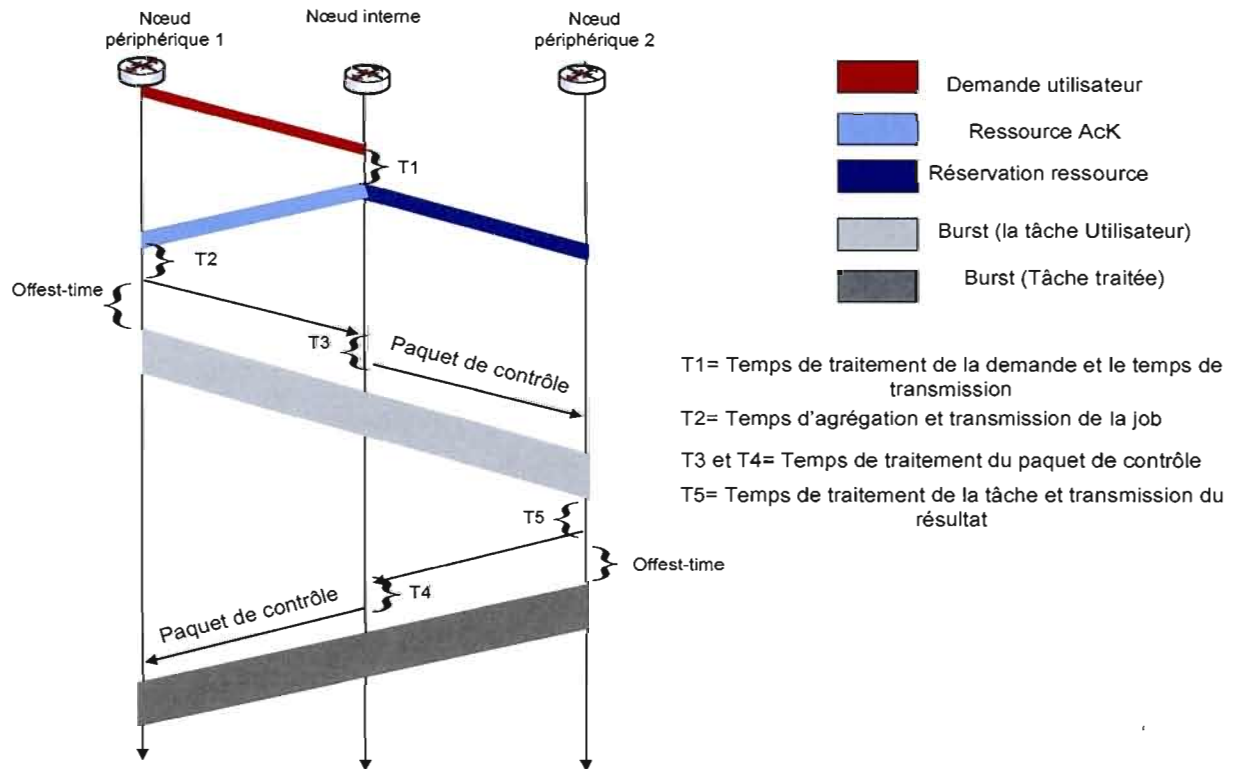 Nœud
périphérique 1
Nœud interne
Nœud
périphérique 2
T1
T2
Offest-time
T3
Paquet de contrôle
T5
Offest-time
T4
Paquet de contrôle
Demande utilisateur
Ressource AcK
Réservation ressource
Burst (la tâche Utilisateur)
Burst (Tâche traitée)
T1= Temps de traitement de la demande et le temps de
transmission
T2= Temps d'agrégation et transmission de la job
T3 et T4= Temps de traitement du paquet de contrôle
T5= Temps de traitement de la tâche et transmission du
résultat